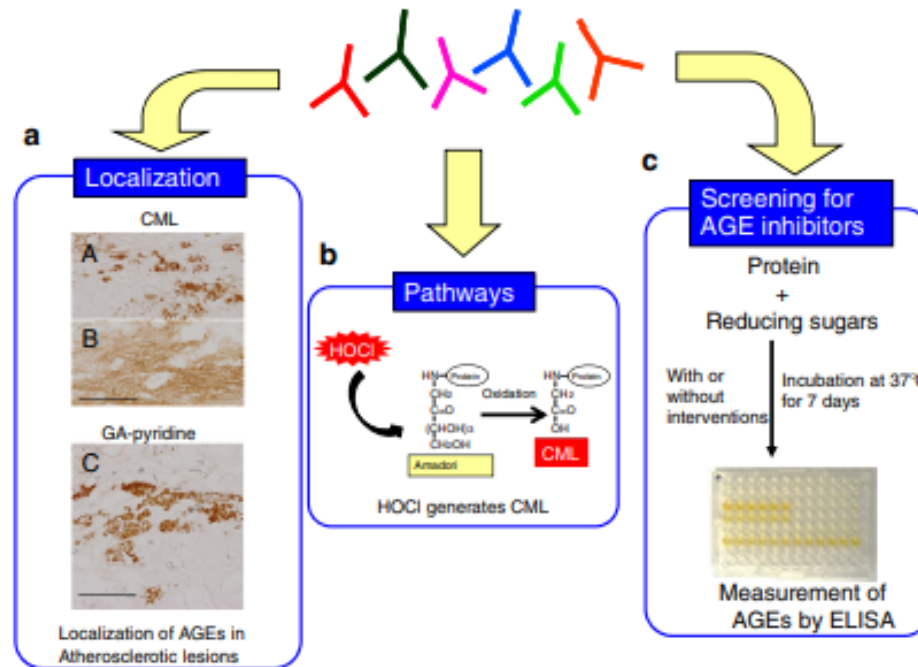 a
Localization
CML
A
B
GA-pyridine
C
Localization of AGEs in
Atherosclerotic lesions
b
Pathways
HOCl
HN
Protein
CH₂
C=O
(CHOH)₃
CH₂OH
Amadori
Oxidation
HN
Protein
CH₂
C=O
OH
CML
HOCl generates CML
c
Screening for
AGE inhibitors
Protein
+
Reducing sugars
With or
without
interventions
Incubation at 37°C
for 7 days
Measurement of
AGEs by ELISA